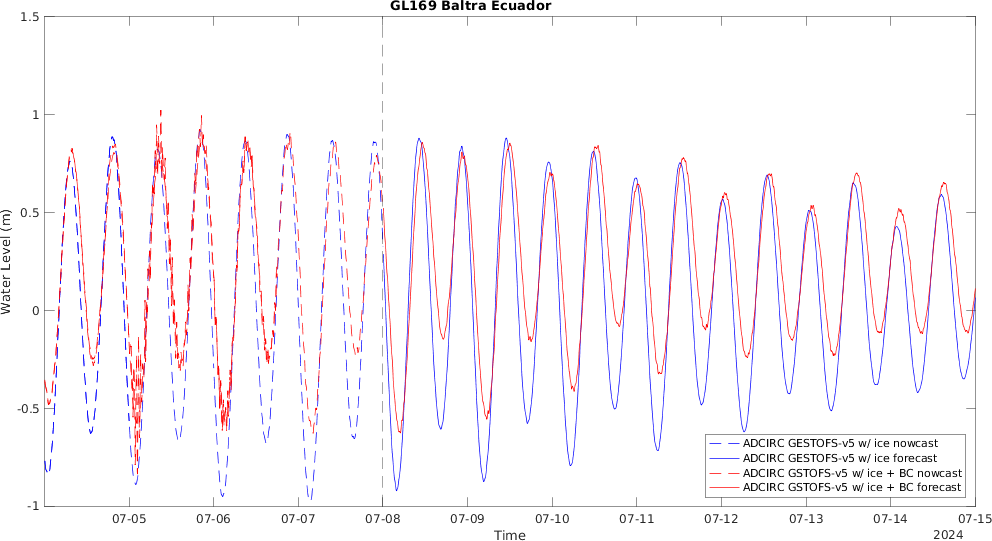 GL169 Baltra Ecuador
1.5
1
0.5
0
-0.5
-1
Water Level (m)
07-05 07-06 07-07 07-08 07-09 07-10 07-11 07-12 07-13 07-14 07-15
Time
2024
ADCIRC GESTOFS-v5 w/ ice nowcast
ADCIRC GESTOFS-v5 w/ ice forecast
ADCIRC GSTOFS-v5 w/ ice + BC nowcast
ADCIRC GSTOFS-v5 w/ ice + BC forecast